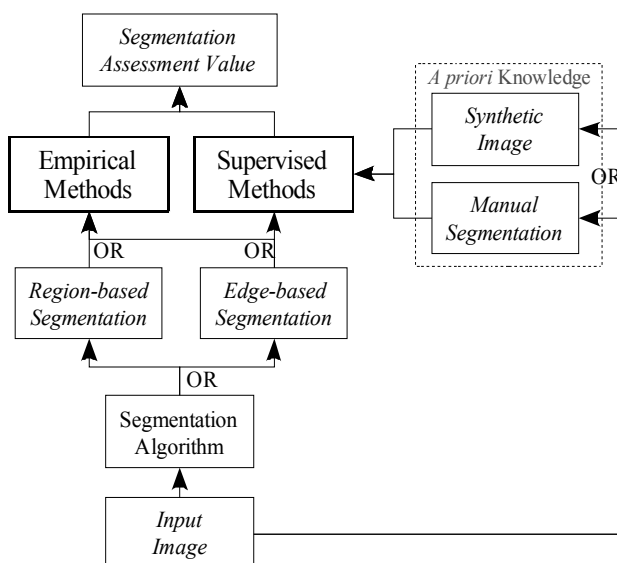 Segmentation
Assessment Value
A priori Knowledge
Synthetic
Image
Empirical
Methods
Supervised
Methods
OR
Manual
Segmentation
OR
OR
Region-based
Segmentation
Edge-based
Segmentation
OR
Segmentation
Algorithm
Input
Image